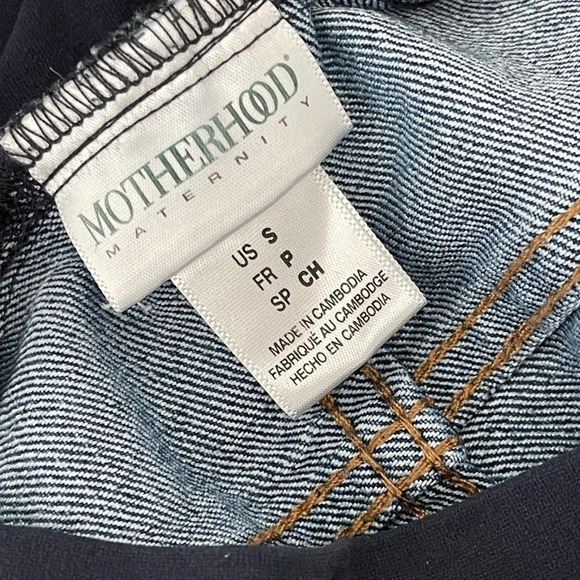 MOTHERHOOD®
MATERNITY
US S
FR P
SP CH
MADE IN CAMBODIA
FABRIQUÉ AU CAMBODGE
HECHO EN CAMBODIA